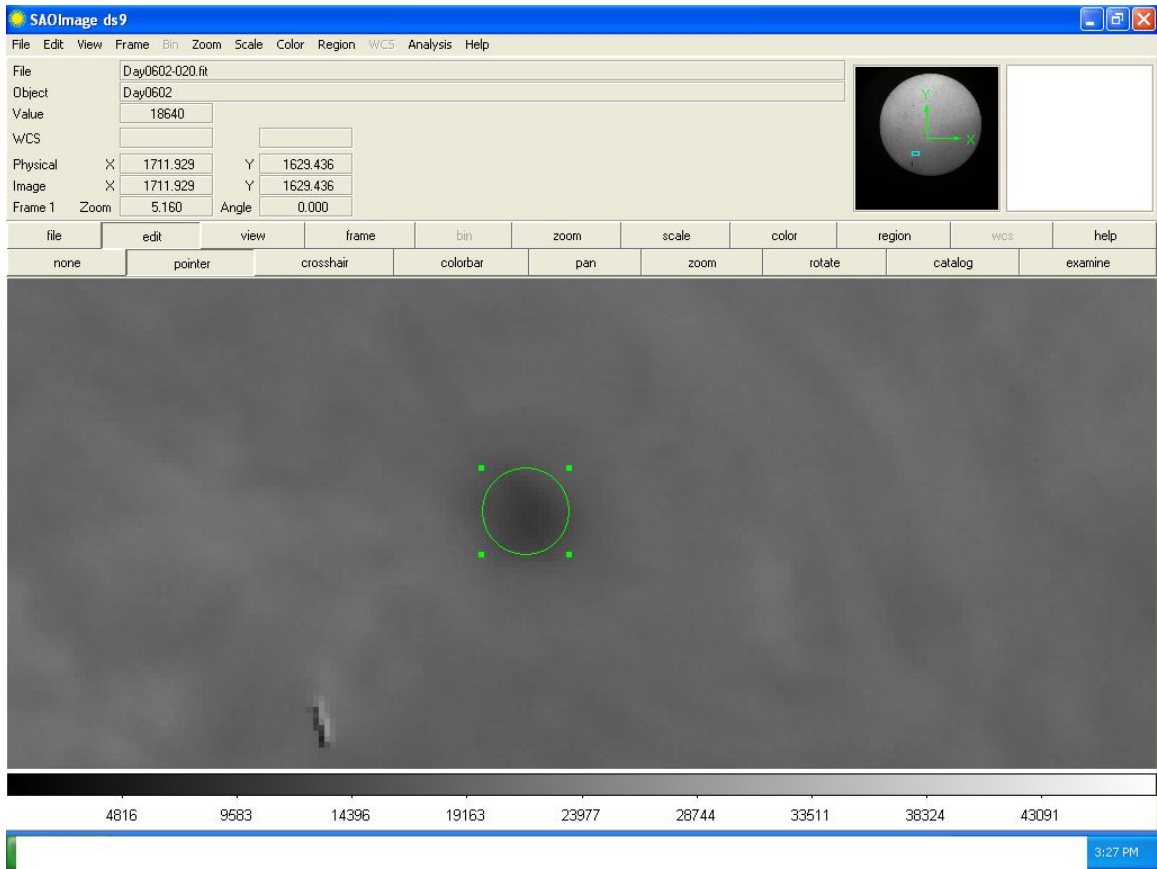 SAOImage ds9
File Edit View Frame Bin Zoom Scale Color Region WCS Analysis Help
File Day0602-020.fit
Object Day0602
Value 18640
WCS
Physical X 1711.929 Y 1629.436
Image X 1711.929 Y 1629.436
Frame 1 Zoom 5.160 Angle 0.000
Y
X
file edit view frame bin zoom scale color region wcs help
none pointer crosshair colorbar pan zoom rotate catalog examine
4816 9583 14396 19163 23977 28744 33511 38324 43091
3:27 PM